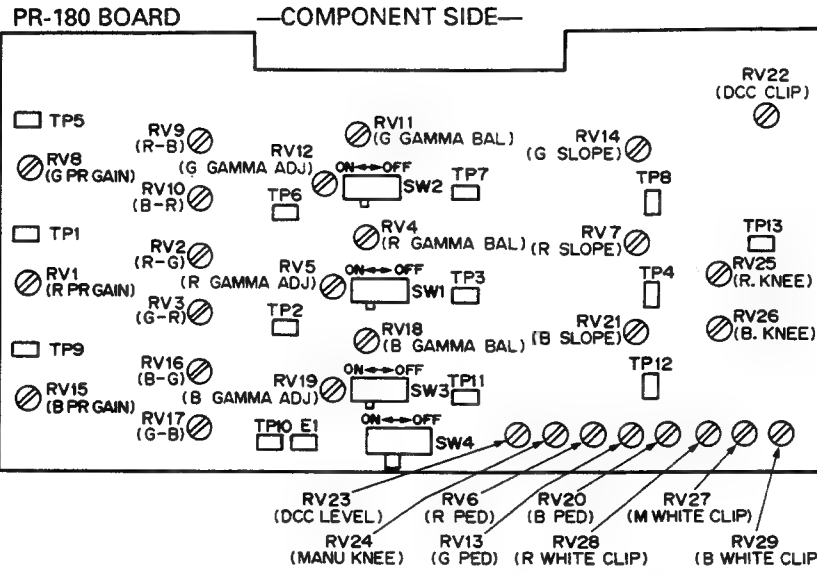 PR-180 BOARD —COMPONENT SIDE—
RV22
(DCC CLIP)
TP5
RV9
(R-B)
RV11
(G GAMMA BAL)
RV14
(G SLOPE)
RV8
(G PR GAIN)
RV12
(G GAMMA ADJ)
ON↔OFF
SW2
TP7
TP8
RV10
(B-R)
TP6
TP1
RV4
(R GAMMA BAL)
RV7
(R SLOPE)
TP13
RV2
(R-G)
RV1
(R PR GAIN)
RV5
(R GAMMA ADJ)
ON↔OFF
SW1
TP3
TP4
RV25
(R. KNEE)
RV3
(G-R)
TP2
RV18
(B GAMMA BAL)
RV21
(B SLOPE)
RV26
(B. KNEE)
TP9
RV16
(B-G)
RV15
(B PR GAIN)
RV19
(B GAMMA ADJ)
ON↔OFF
SW3
TP11
TP12
RV17
(G-B)
TP10 E1
ON↔OFF
SW4
RV23
(DCC LEVEL)
RV6
(R PED)
RV20
(B PED)
RV27
(M WHITE CLIP)
RV24
(MANU KNEE)
RV13
(G PED)
RV28
(R WHITE CLIP)
RV29
(B WHITE CLIP